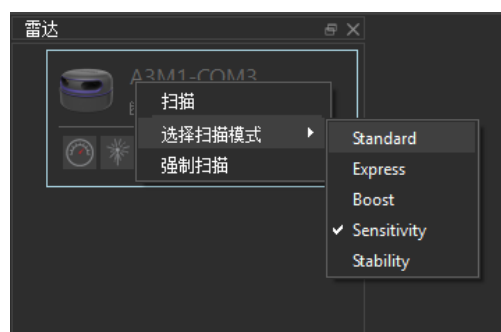 雷达
A3M1-COM3
扫描
选择扫描模式
强制扫描
Standard
Express
Boost
Sensitivity
Stability